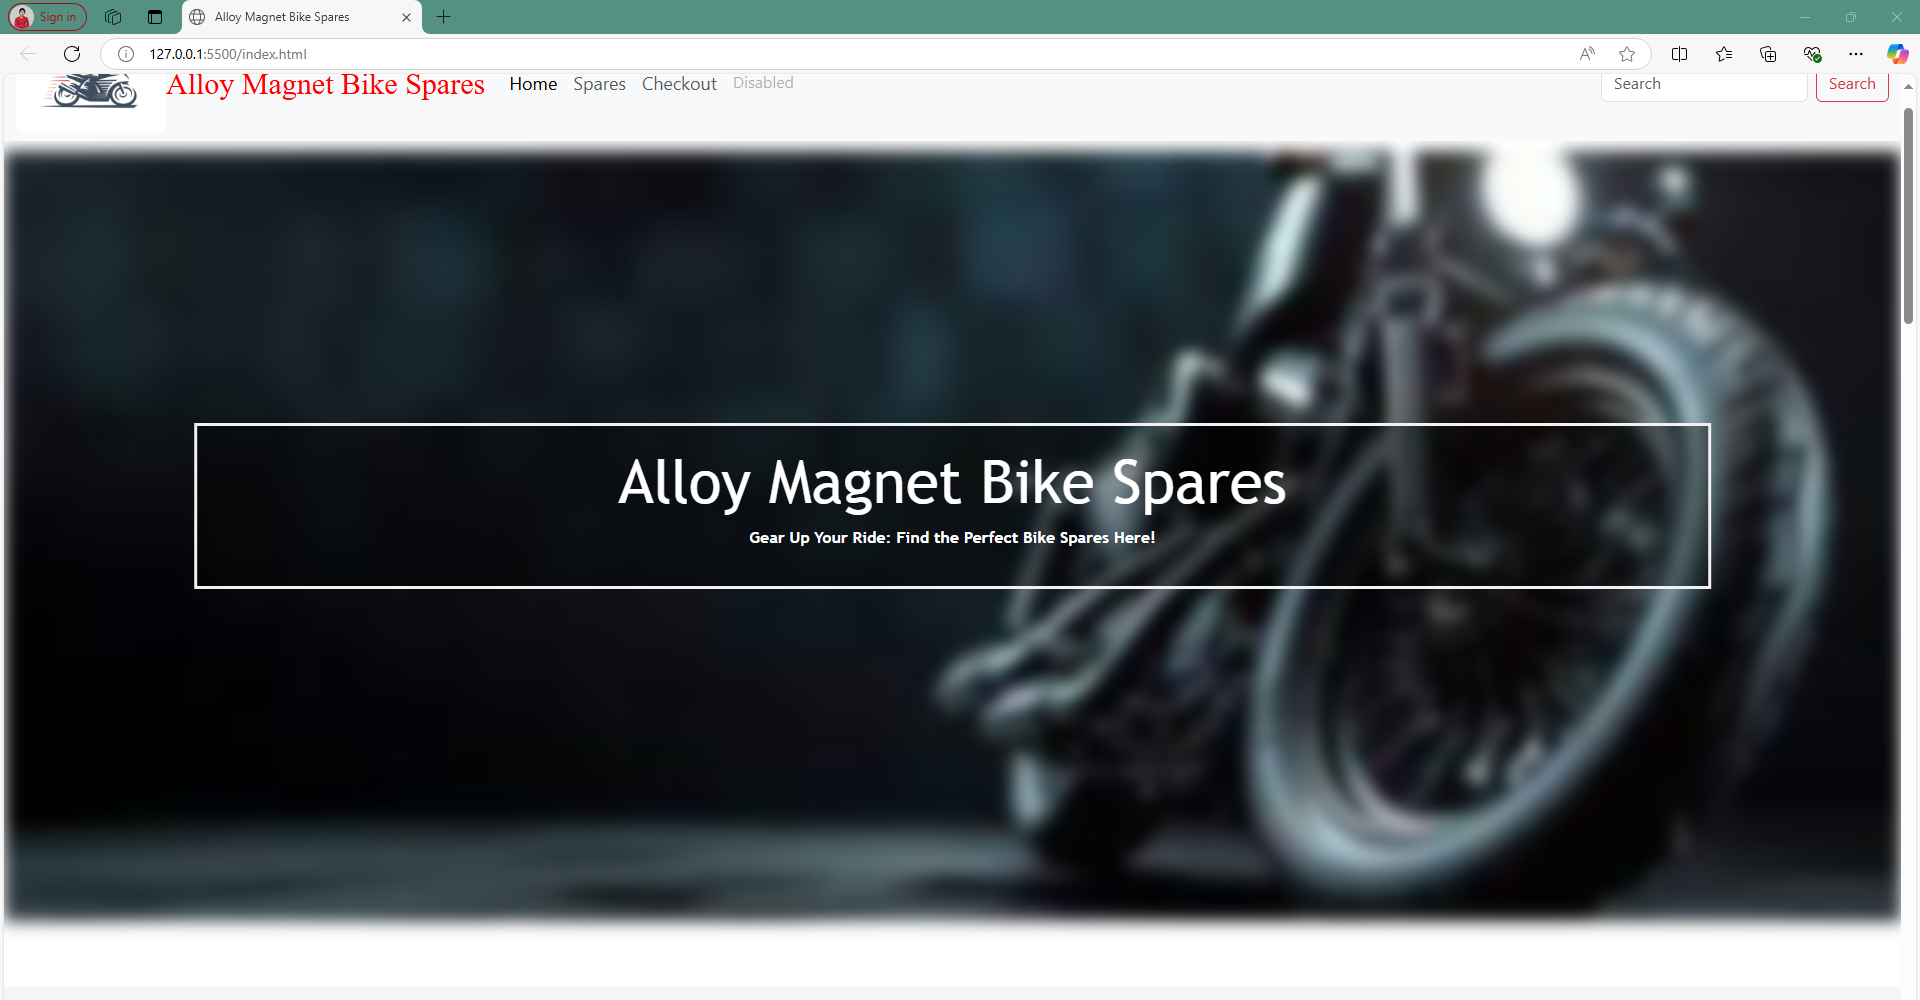 Sign in
Alloy Magnet Bike Spares
127.0.0.1:5500/index.html
Alloy Magnet Bike Spares Home Spares Checkout Disabled Search Search
Alloy Magnet Bike Spares
Gear Up Your Ride: Find the Perfect Bike Spares Here!